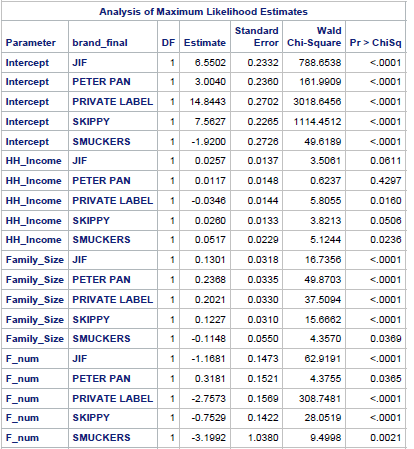 Analysis of Maximum Likelihood Estimates
Parameter brand_final DF Estimate Standard Error Wald Chi-Square Pr > ChiSq
Intercept JIF 1 6.5502 0.2332 788.6538 <.0001
Intercept PETER PAN 1 3.0040 0.2360 161.9909 <.0001
Intercept PRIVATE LABEL 1 14.8443 0.2702 3018.6456 <.0001
Intercept SKIPPY 1 7.5627 0.2265 1114.4512 <.0001
Intercept SMUCKERS 1 -1.9200 0.2726 49.6189 <.0001
HH_Income JIF 1 0.0257 0.0137 3.5061 0.0611
HH_Income PETER PAN 1 0.0117 0.0148 0.6237 0.4297
HH_Income PRIVATE LABEL 1 -0.0346 0.0144 5.8055 0.0160
HH_Income SKIPPY 1 0.0260 0.0133 3.8213 0.0506
HH_Income SMUCKERS 1 0.0517 0.0229 5.1244 0.0236
Family_Size JIF 1 0.1301 0.0318 16.7356 <.0001
Family_Size PETER PAN 1 0.2368 0.0335 49.8703 <.0001
Family_Size PRIVATE LABEL 1 0.2021 0.0330 37.5094 <.0001
Family_Size SKIPPY 1 0.1227 0.0310 15.6662 <.0001
Family_Size SMUCKERS 1 -0.1148 0.0550 4.3570 0.0369
F_num JIF 1 -1.1681 0.1473 62.9191 <.0001
F_num PETER PAN 1 0.3181 0.1521 4.3755 0.0365
F_num PRIVATE LABEL 1 -2.7573 0.1569 308.7481 <.0001
F_num SKIPPY 1 -0.7529 0.1422 28.0519 <.0001
F_num SMUCKERS 1 -3.1992 1.0380 9.4998 0.0021